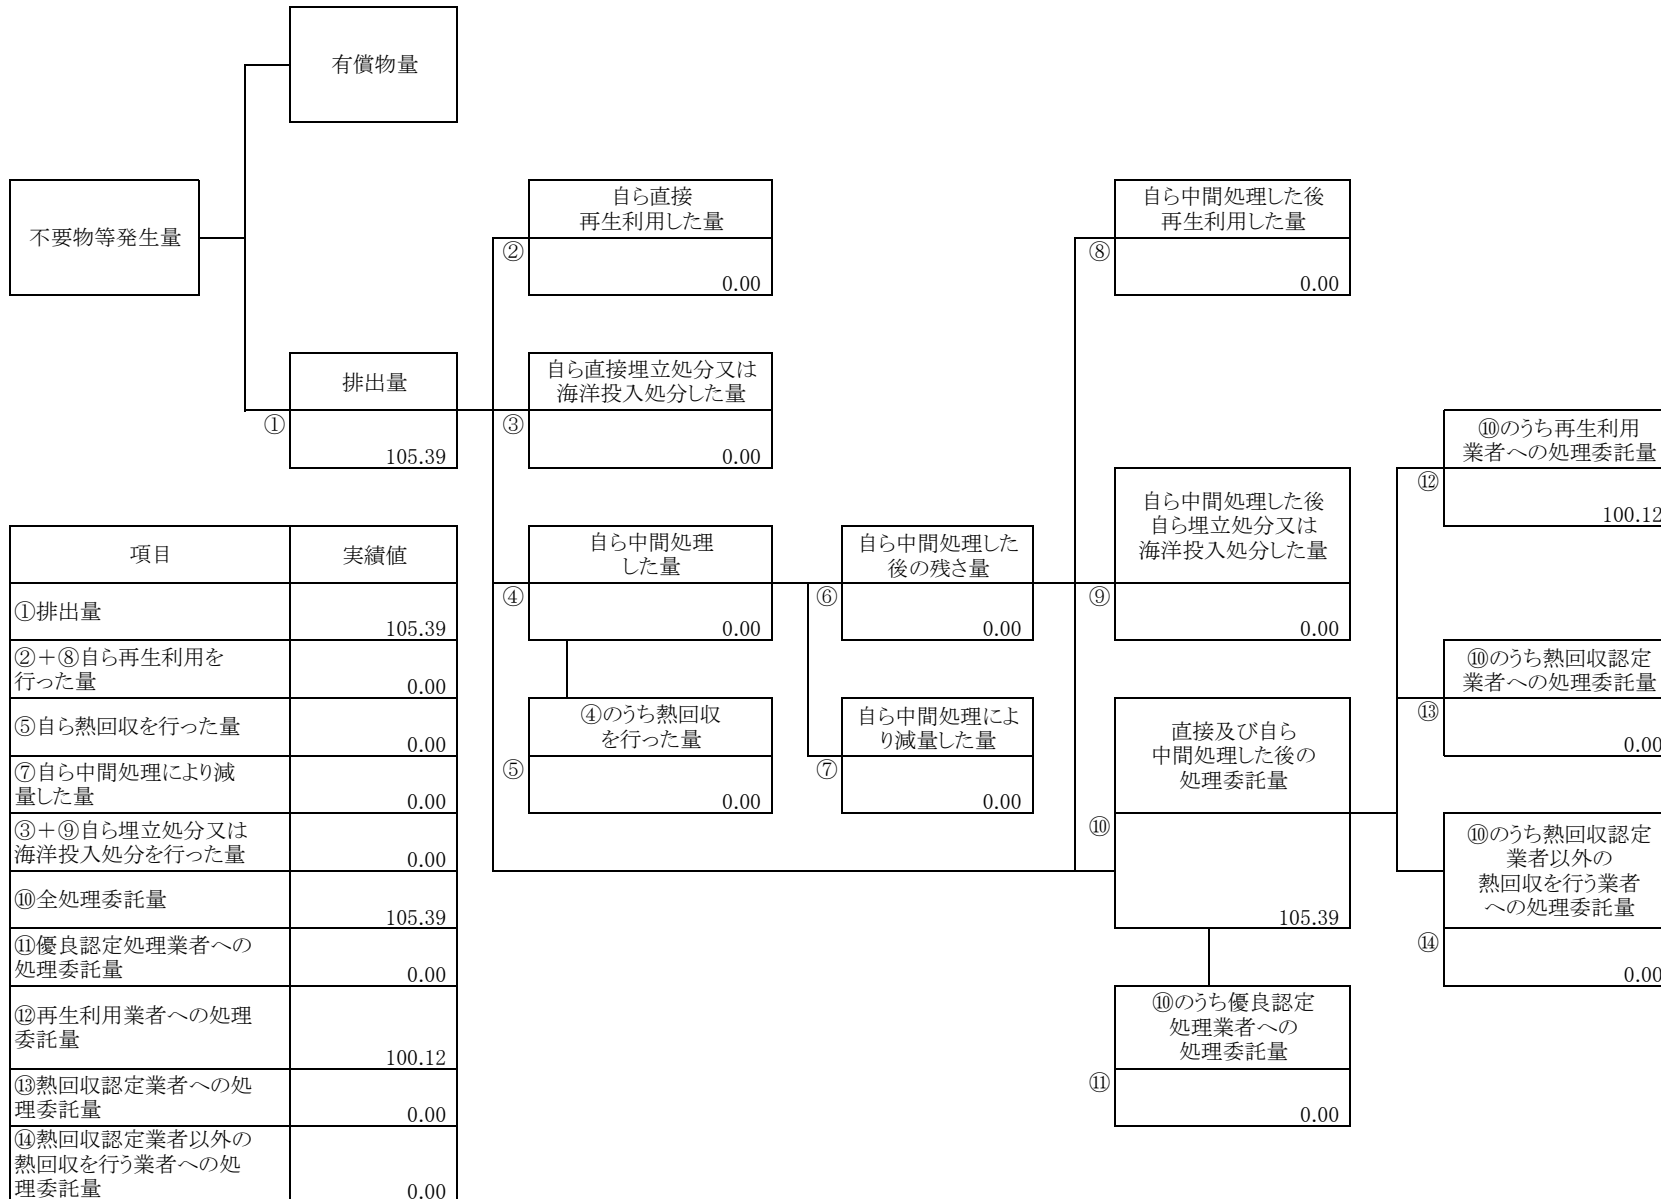 有償物量
不要物等発生量
自ら直接
再生利用した量
②
0.00
自ら中間処理した後
再生利用した量
⑧
0.00
排出量
①
105.39
自ら直接埋立処分又は
海洋投入処分した量
③
0.00
⑩のうち再生利用
業者への処理委託量
⑫
100.12
自ら中間処理
した量
④
0.00
自ら中間処理した
後の残さ量
⑥
0.00
自ら中間処理した後
自ら埋立処分又は
海洋投入処分した量
⑨
0.00
⑩のうち熱回収認定
業者への処理委託量
⑬
0.00
④のうち熱回収
を行った量
⑤
0.00
自ら中間処理によ
り減量した量
⑦
0.00
直接及び自ら
中間処理した後の
処理委託量
⑩
105.39
⑩のうち熱回収認定
業者以外の
熱回収を行う業者
への処理委託量
⑭
0.00
⑩のうち優良認定
処理業者への
処理委託量
⑪
0.00
項目 実績値
①排出量
105.39
②＋⑧自ら再生利用を
行った量
0.00
⑤自ら熱回収を行った量
0.00
⑦自ら中間処理により減
量した量
0.00
③＋⑨自ら埋立処分又は
海洋投入処分を行った量
0.00
⑩全処理委託量
105.39
⑪優良認定処理業者への
処理委託量
0.00
⑫再生利用業者への処理
委託量
100.12
⑬熱回収認定業者への処
理委託量
0.00
⑭熱回収認定業者以外の
熱回収を行う業者への処
理委託量
0.00